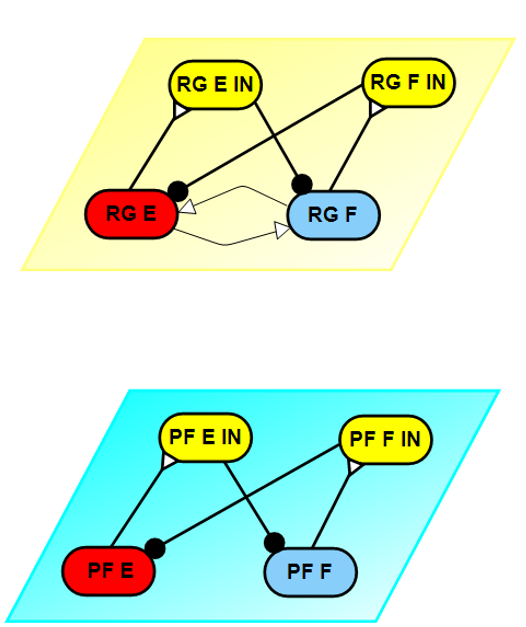 RG E IN
RG F IN
RG E
RG F
PF E IN
PF F IN
PF E
PF F